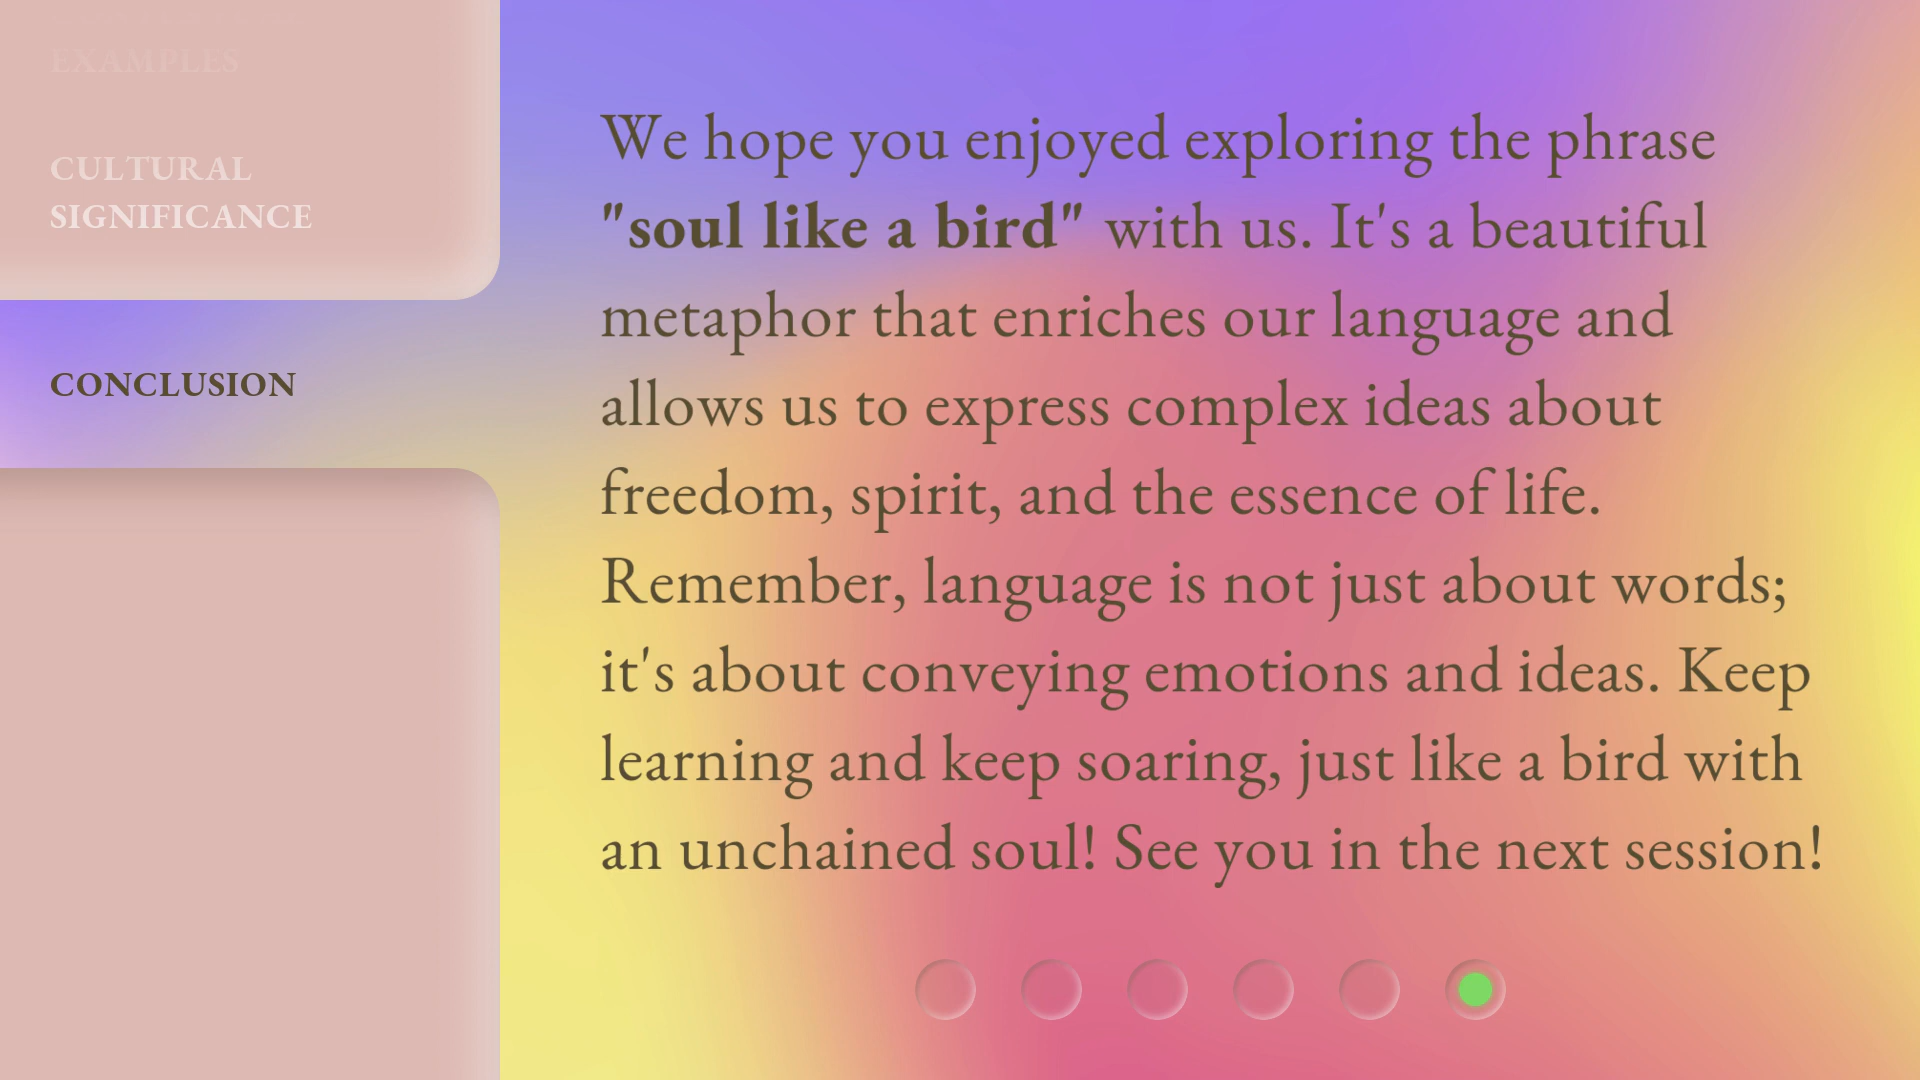 EXAMPLES
CULTURAL
SIGNIFICANCE
CONCLUSION
We hope you enjoyed exploring the phrase
"soul like a bird" with us. It's a beautiful
metaphor that enriches our language and
allows us to express complex ideas about
freedom, spirit, and the essence of life.
Remember, language is not just about words;
it's about conveying emotions and ideas. Keep
learning and keep soaring, just like a bird with
an unchained soul! See you in the next session!